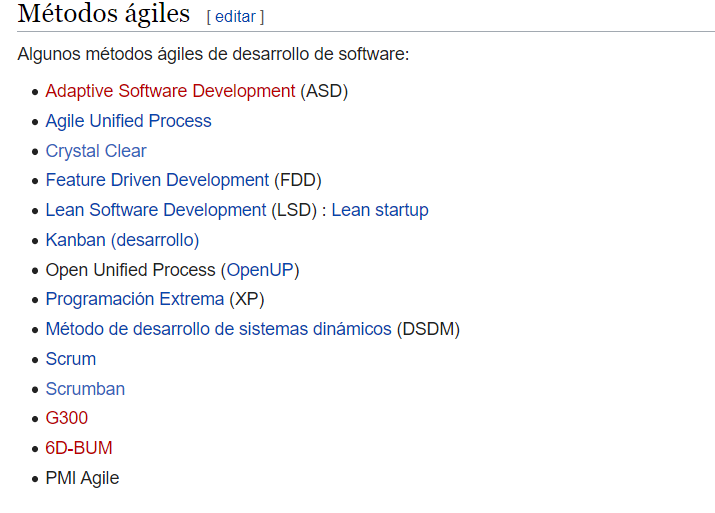 Métodos ágiles [ editar ]
Algunos métodos ágiles de desarrollo de software:
• Adaptive Software Development (ASD)
• Agile Unified Process
• Crystal Clear
• Feature Driven Development (FDD)
• Lean Software Development (LSD) : Lean startup
• Kanban (desarrollo)
• Open Unified Process (OpenUP)
• Programación Extrema (XP)
• Método de desarrollo de sistemas dinámicos (DSDM)
• Scrum
• Scrumban
• G300
• 6D-BUM
• PMI Agile